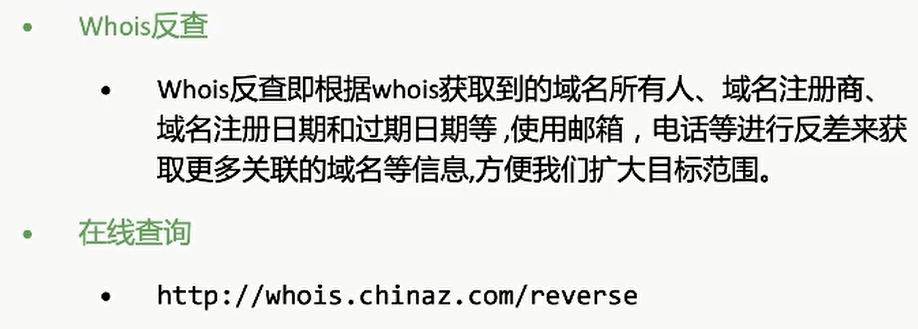 Whois反查
Whois反查即根据whois获取到的域名所有人、域名注册商、
域名注册日期和过期日期等 ,使用邮箱，电话等进行反差来获
取更多关联的域名等信息,方便我们扩大目标范围。
在线查询
http://whois.chinaz.com/reverse